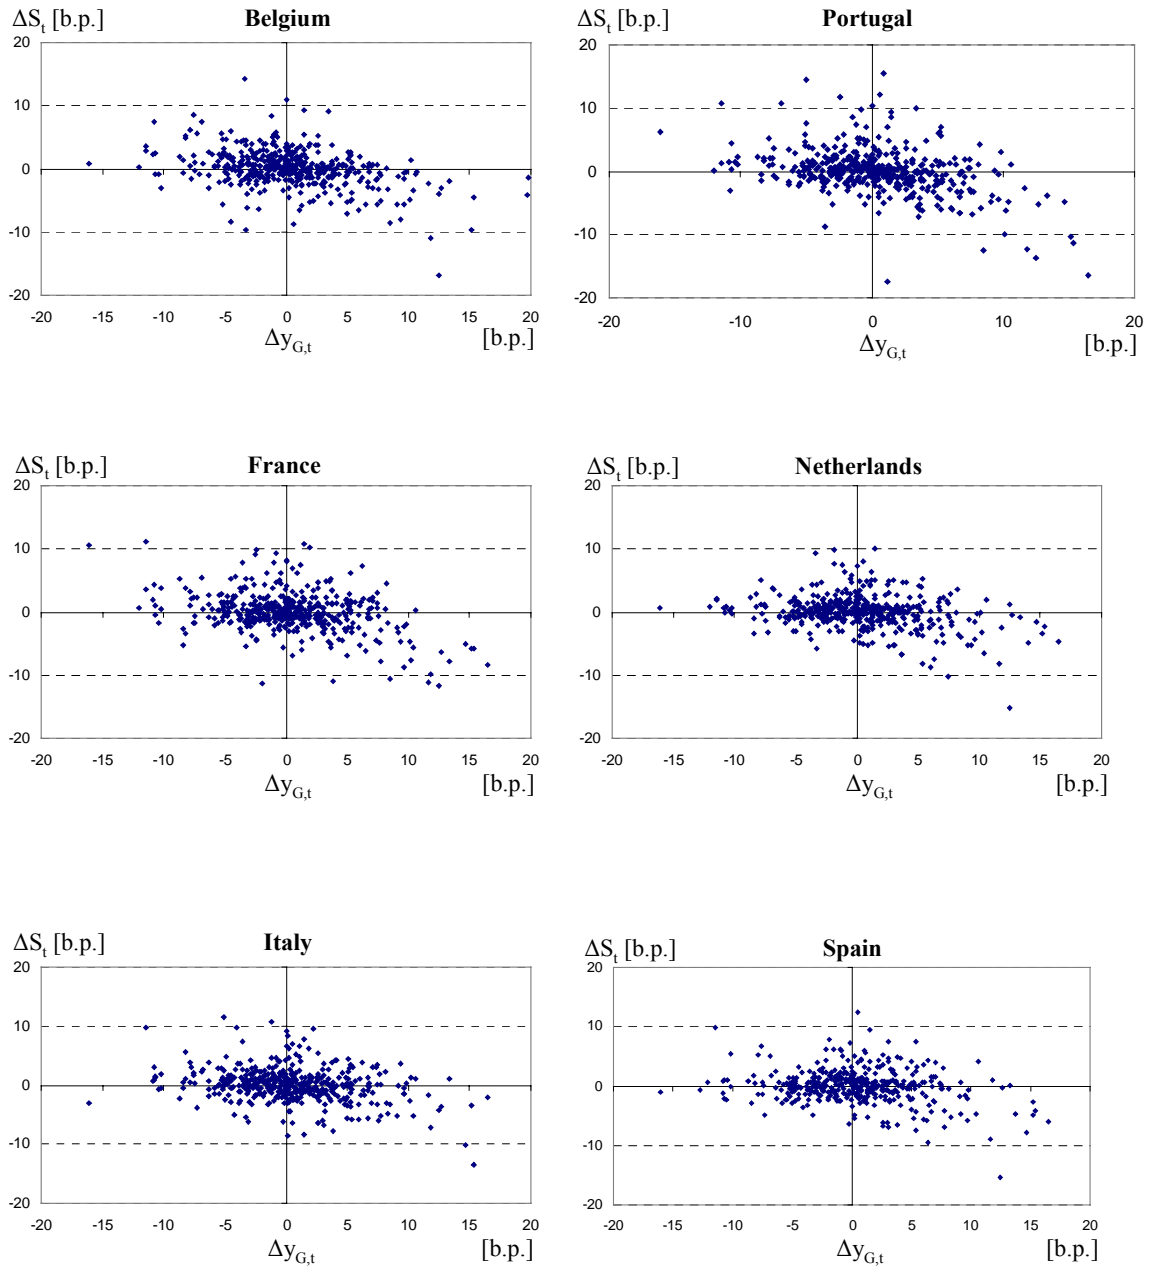 ΔSt [b.p.] Belgium
20
10
0
-10
-20
-20 -15 -10 -5 0 5 10 15 20
ΔyG,t [b.p.]
ΔSt [b.p.] Portugal
20
10
0
-10
-20
-20 -10 0 10 20
ΔyG,t [b.p.]
ΔSt [b.p.] France
20
10
0
-10
-20
-20 -15 -10 -5 0 5 10 15 20
ΔyG,t [b.p.]
ΔSt [b.p.] Netherlands
20
10
0
-10
-20
-20 -15 -10 -5 0 5 10 15 20
ΔyG,t [b.p.]
ΔSt [b.p.] Italy
20
10
0
-10
-20
-20 -15 -10 -5 0 5 10 15 20
ΔyG,t [b.p.]
ΔSt [b.p.] Spain
20
10
0
-10
-20
-20 -15 -10 -5 0 5 10 15 20
ΔyG,t [b.p.]